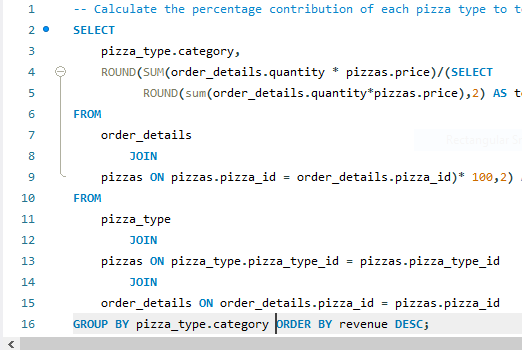 1 -- Calculate the percentage contribution of each pizza type to t
2 SELECT
3 pizza_type.category,
4 ROUND(SUM(order_details.quantity * pizzas.price)/(SELECT
5 ROUND(sum(order_details.quantity*pizzas.price),2) AS t
6 FROM
7 order_details
8 JOIN
9 pizzas ON pizzas.pizza_id = order_details.pizza_id)* 100,2)
10 FROM
11 pizza_type
12 JOIN
13 pizzas ON pizza_type.pizza_type_id = pizzas.pizza_type_id
14 JOIN
15 order_details ON order_details.pizza_id = pizzas.pizza_id
16 GROUP BY pizza_type.category ORDER BY revenue DESC;